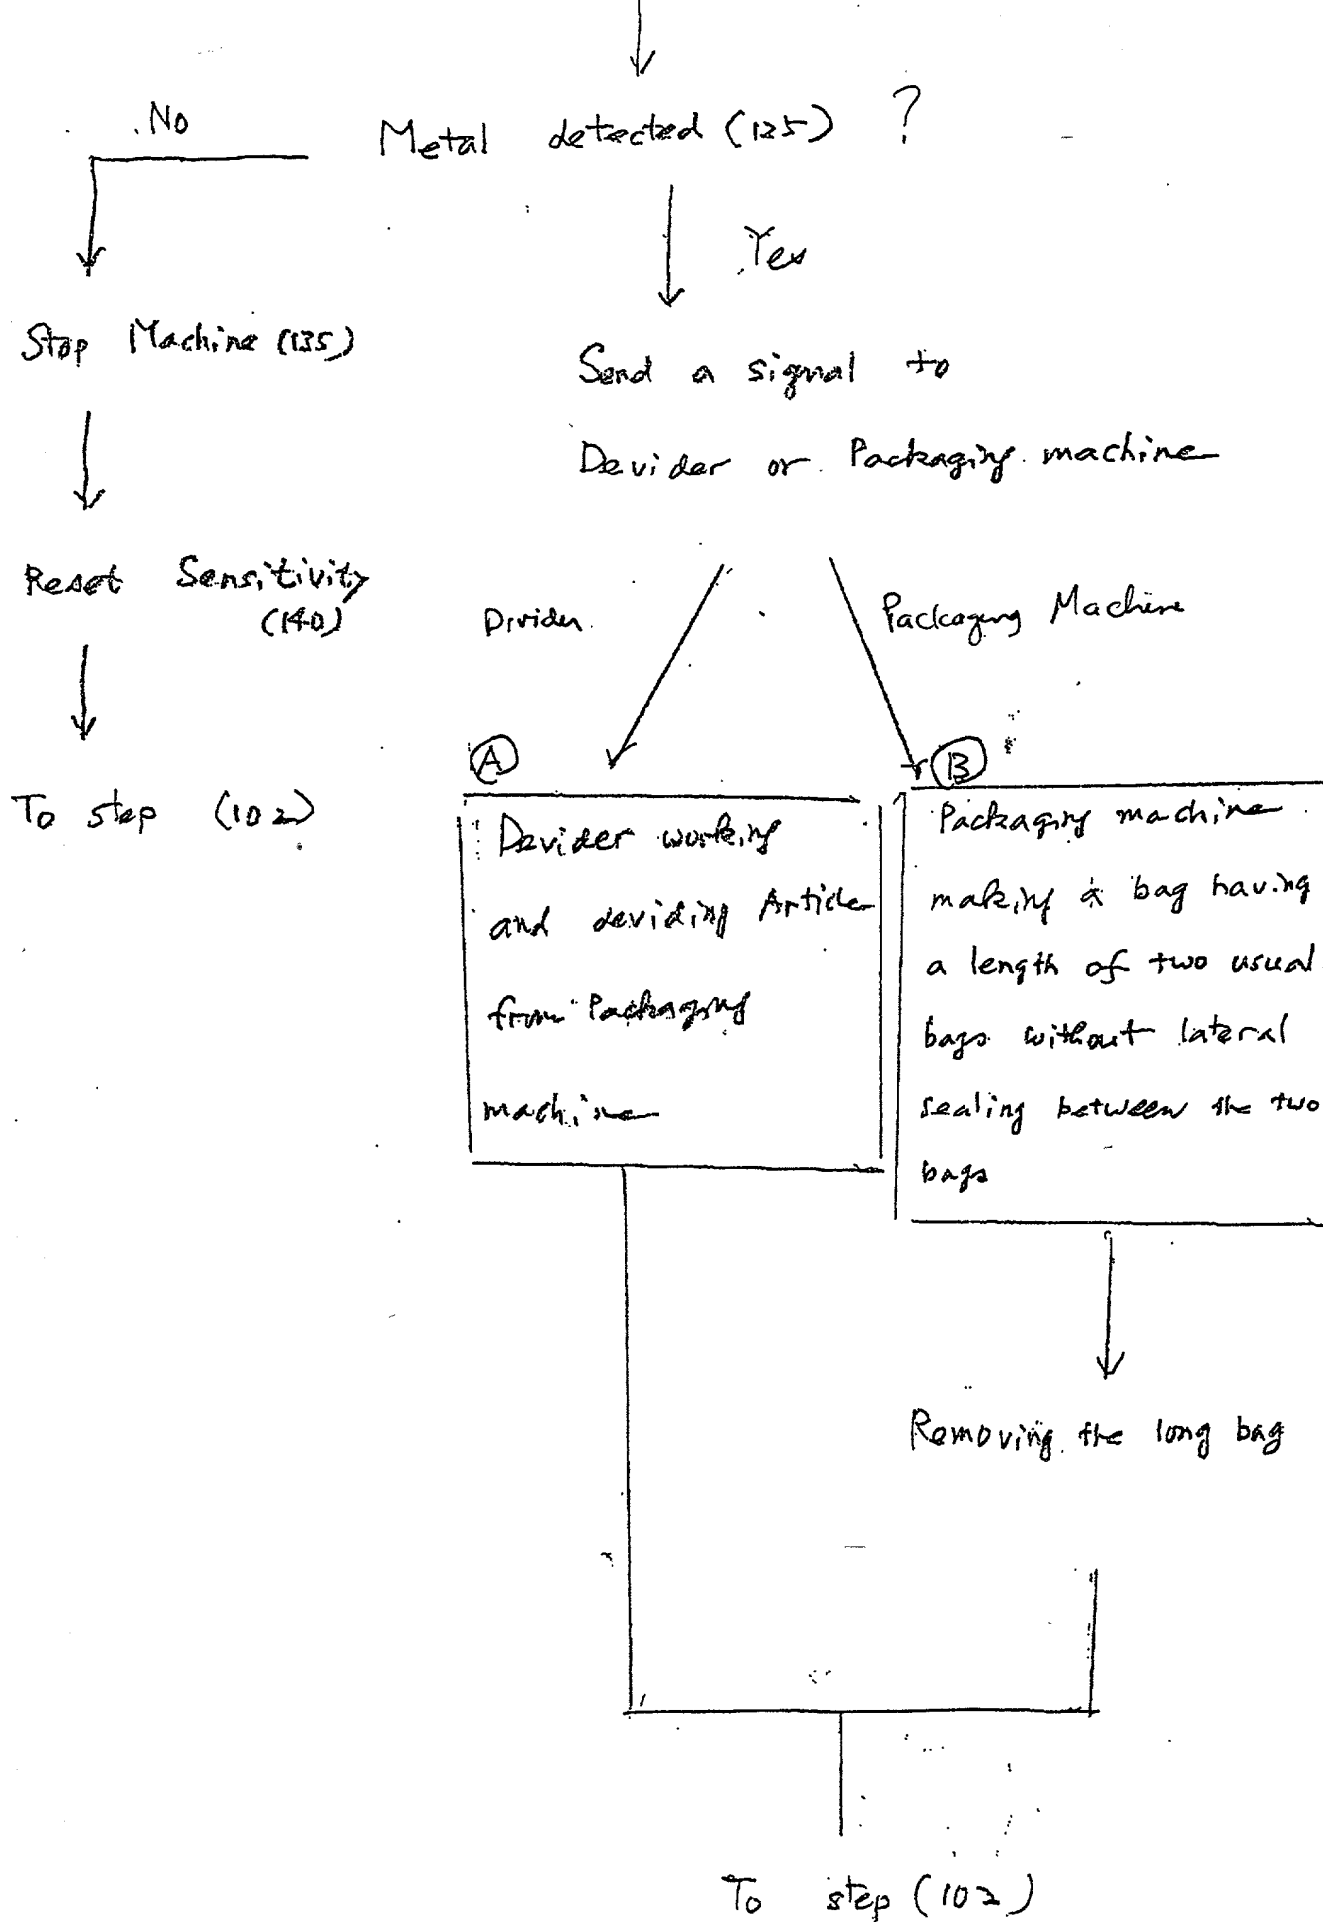 No
Metal detected (125) ?
Yes
Stop Machine (135)
Send a signal to
Devider or Packaging machine
Reset Sensitivity
(140)
Divider
Packaging Machine
A
B
To step (102)
Devider working
and deviding Article
from Packaging
machine
Packaging machine
making a bag having
a length of two usual
bags without lateral
sealing between the two
bags
Removing the long bag
To step (102)